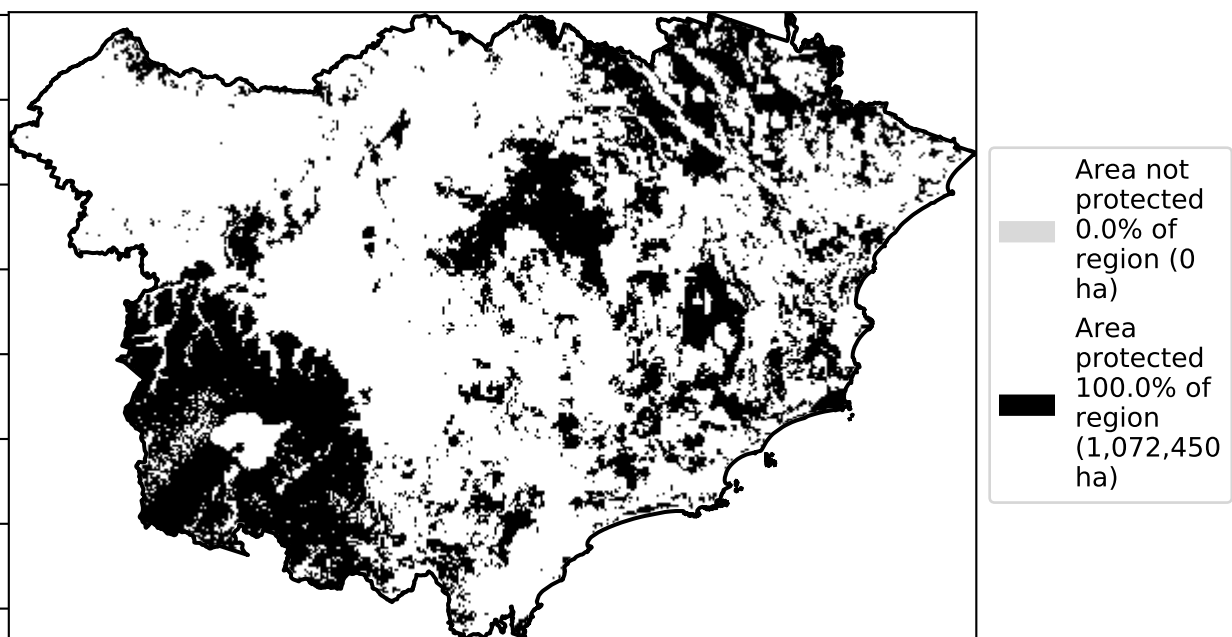 Area not
protected
0.0% of
region (0
ha)
Area
protected
100.0% of
region
(1,072,450
ha)